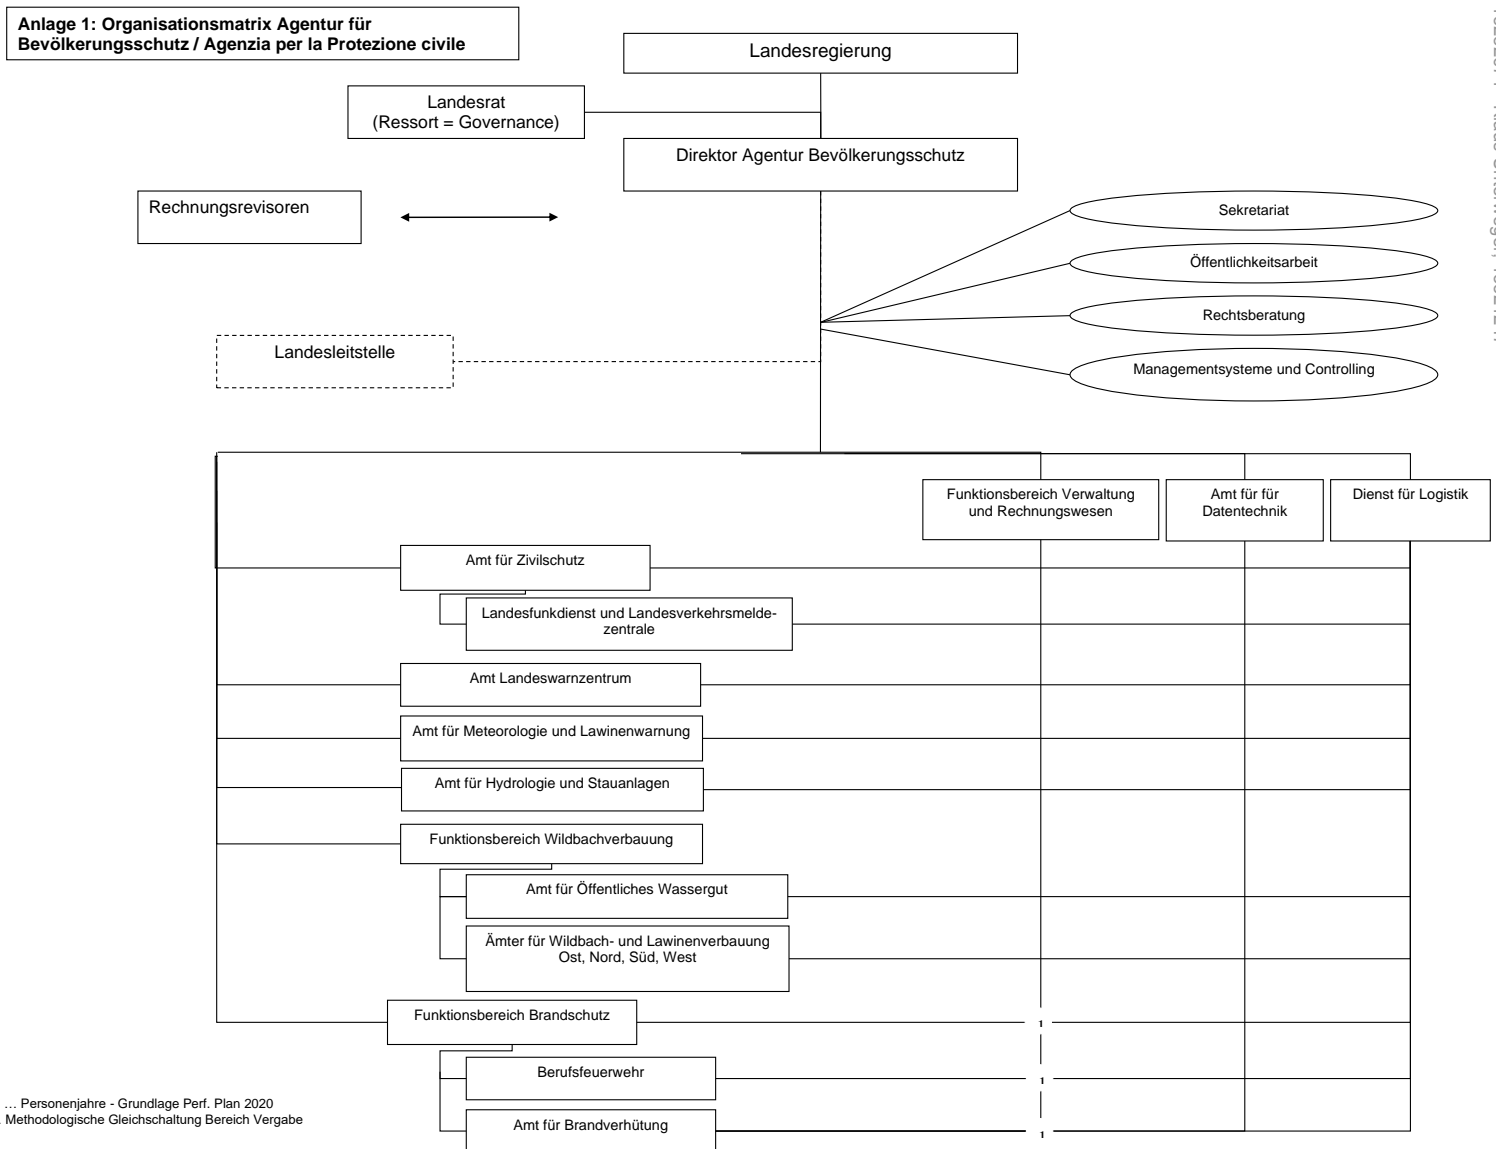 Anlage 1: Organisationsmatrix Agentur für
Bevölkerungsschutz / Agenzia per la Protezione civile
Landesregierung
Landesrat
(Ressort = Governance)
Direktor Agentur Bevölkerungsschutz
Rechnungsrevisoren
Sekretariat
Öffentlichkeitsarbeit
Rechtsberatung
Managementsysteme und Controlling
Landesleitstelle
Funktionsbereich Verwaltung
und Rechnungswesen
Amt für für
Datentechnik
Dienst für Logistik
Amt für Zivilschutz
Landesfunkdienst und Landesverkehrsmelde-
zentrale
Amt Landeswarnzentrum
Amt für Meteorologie und Lawinenwarnung
Amt für Hydrologie und Stauanlagen
Funktionsbereich Wildbachverbauung
Amt für Öffentliches Wassergut
Ämter für Wildbach- und Lawinenverbauung
Ost, Nord, Süd, West
Funktionsbereich Brandschutz
1
Berufsfeuerwehr
1
Amt für Brandverhütung
1
… Personenjahre - Grundlage Perf. Plan 2020
. Methodologische Gleichschaltung Bereich Vergabe